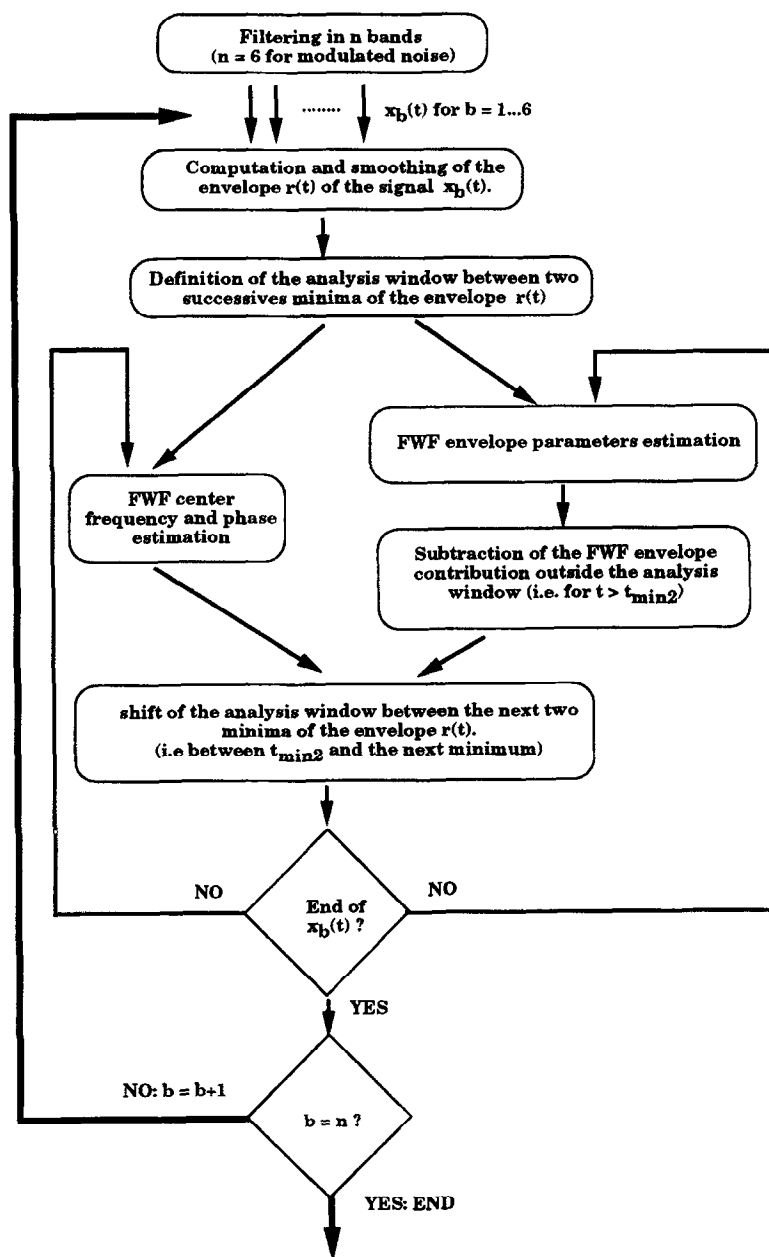 Filtering in n bands
(n = 6 for modulated noise)
........ x_b(t) for b = 1...6
Computation and smoothing of the
envelope r(t) of the signal x_b(t).
Definition of the analysis window between two
successives minima of the envelope r(t)
FWF envelope parameters estimation
FWF center
frequency and phase
estimation
Subtraction of the FWF envelope
contribution outside the analysis
window (i.e. for t > t_min2)
shift of the analysis window between the next two
minima of the envelope r(t).
(i.e between t_min2 and the next minimum)
NO
NO
End of
x_b(t) ?
YES
NO: b = b+1
b = n ?
YES: END